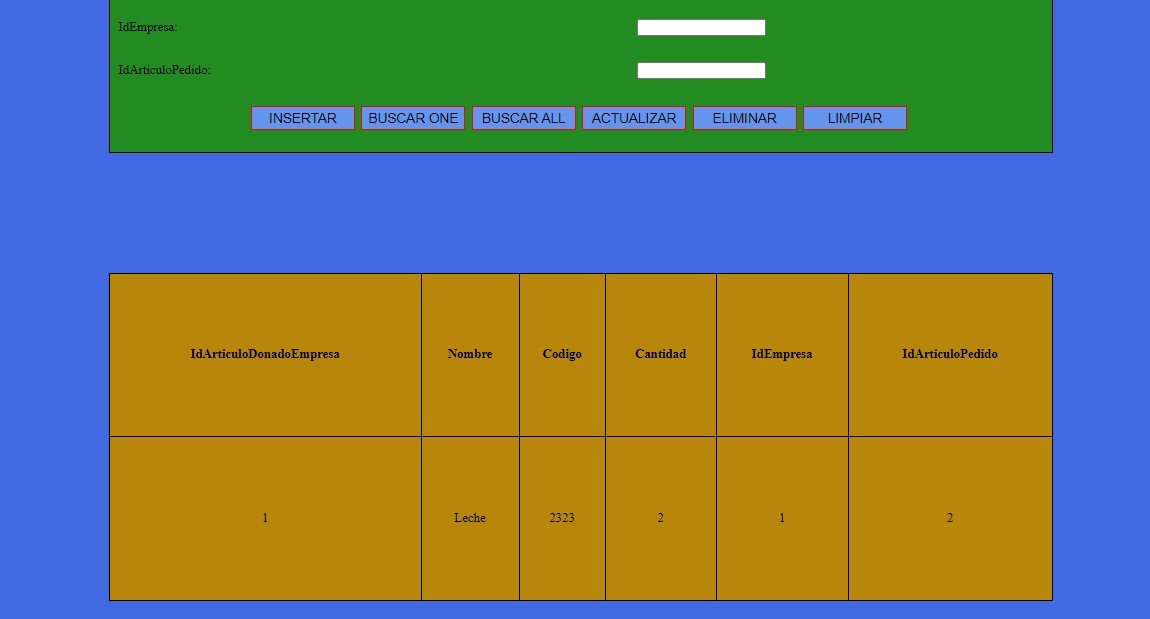 IdEmpresa:
IdArticuloPedido:
INSERTAR BUSCAR ONE BUSCAR ALL ACTUALIZAR ELIMINAR LIMPIAR
IdArticuloDonadoEmpresa Nombre Codigo Cantidad IdEmpresa IdArticuloPedido
1 Leche 2323 2 1 2